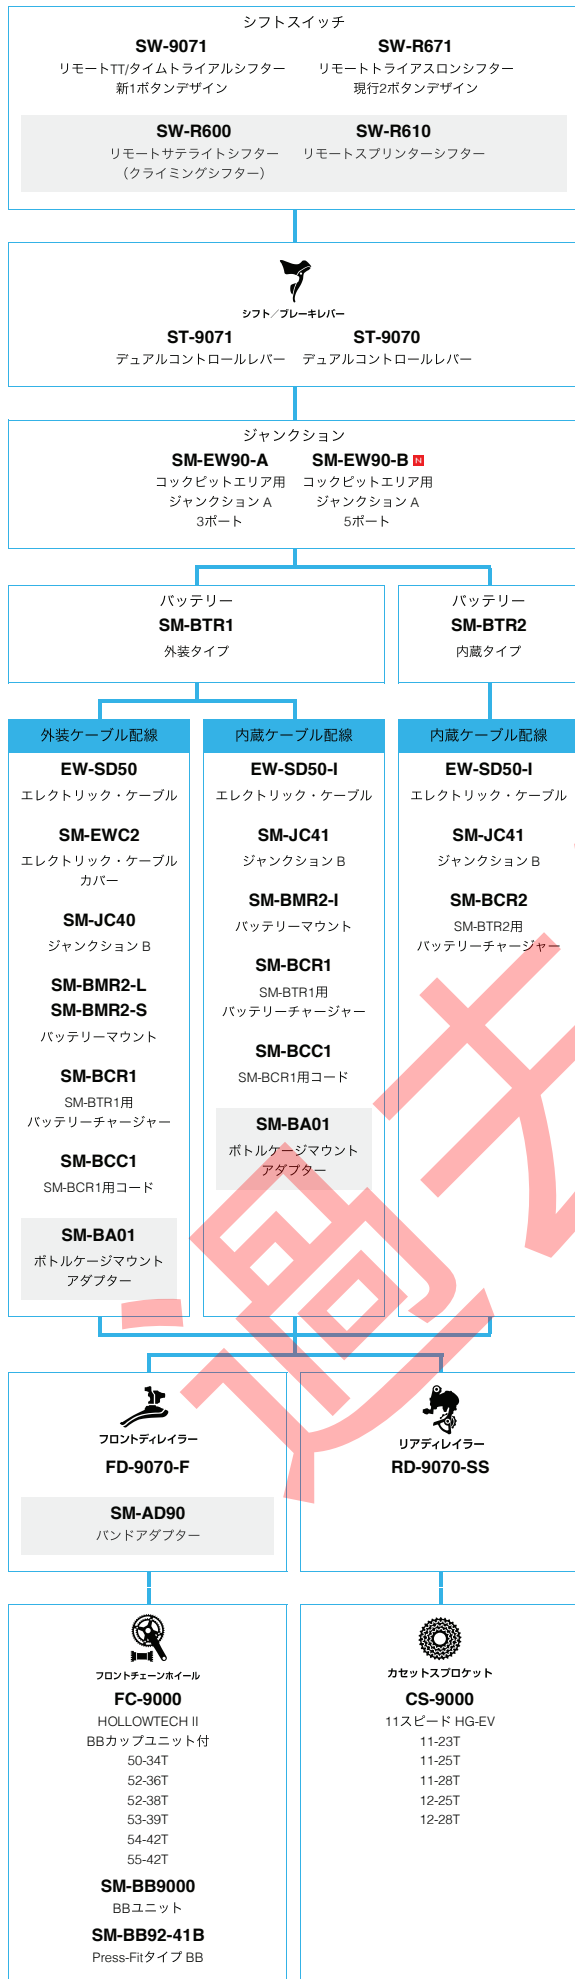 シフトスイッチ
SW-9071
リモートTT/タイムトライアルシフター
新1ボタンデザイン
SW-R671
リモートトライアスロンシフター
現行2ボタンデザイン
SW-R600
リモートサテライトシフター
（クライミングシフター）
SW-R610
リモートスプリンターシフター
シフト／ブレーキレバー
ST-9071
デュアルコントロールレバー
ST-9070
デュアルコントロールレバー
ジャンクション
SM-EW90-A
コックピットエリア用
ジャンクション A
3ポート
SM-EW90-B N
コックピットエリア用
ジャンクション A
5ポート
バッテリー
SM-BTR1
外装タイプ
バッテリー
SM-BTR2
内蔵タイプ
外装ケーブル配線
EW-SD50
エレクトリック・ケーブル
SM-EWC2
エレクトリック・ケーブル
カバー
SM-JC40
ジャンクション B
SM-BMR2-L
SM-BMR2-S
バッテリーマウント
SM-BCR1
SM-BTR1用
バッテリーチャージャー
SM-BCC1
SM-BCR1用コード
SM-BA01
ボトルケージマウント
アダプター
内蔵ケーブル配線
EW-SD50-I
エレクトリック・ケーブル
SM-JC41
ジャンクション B
SM-BMR2-I
バッテリーマウント
SM-BCR1
SM-BTR1用
バッテリーチャージャー
SM-BCC1
SM-BCR1用コード
SM-BA01
ボトルケージマウント
アダプター
内蔵ケーブル配線
EW-SD50-I
エレクトリック・ケーブル
SM-JC41
ジャンクション B
SM-BCR2
SM-BTR2用
バッテリーチャージャー
フロントディレイラー
FD-9070-F
SM-AD90
バンドアダプター
リアディレイラー
RD-9070-SS
フロントチェーンホイール
FC-9000
HOLLOWTECH II
BBカップユニット付
50-34T
52-36T
52-38T
53-39T
54-42T
55-42T
SM-BB9000
BBユニット
SM-BB92-41B
Press-Fitタイプ BB
カセットスプロケット
CS-9000
11スピード HG-EV
11-23T
11-25T
11-28T
12-25T
12-28T
過